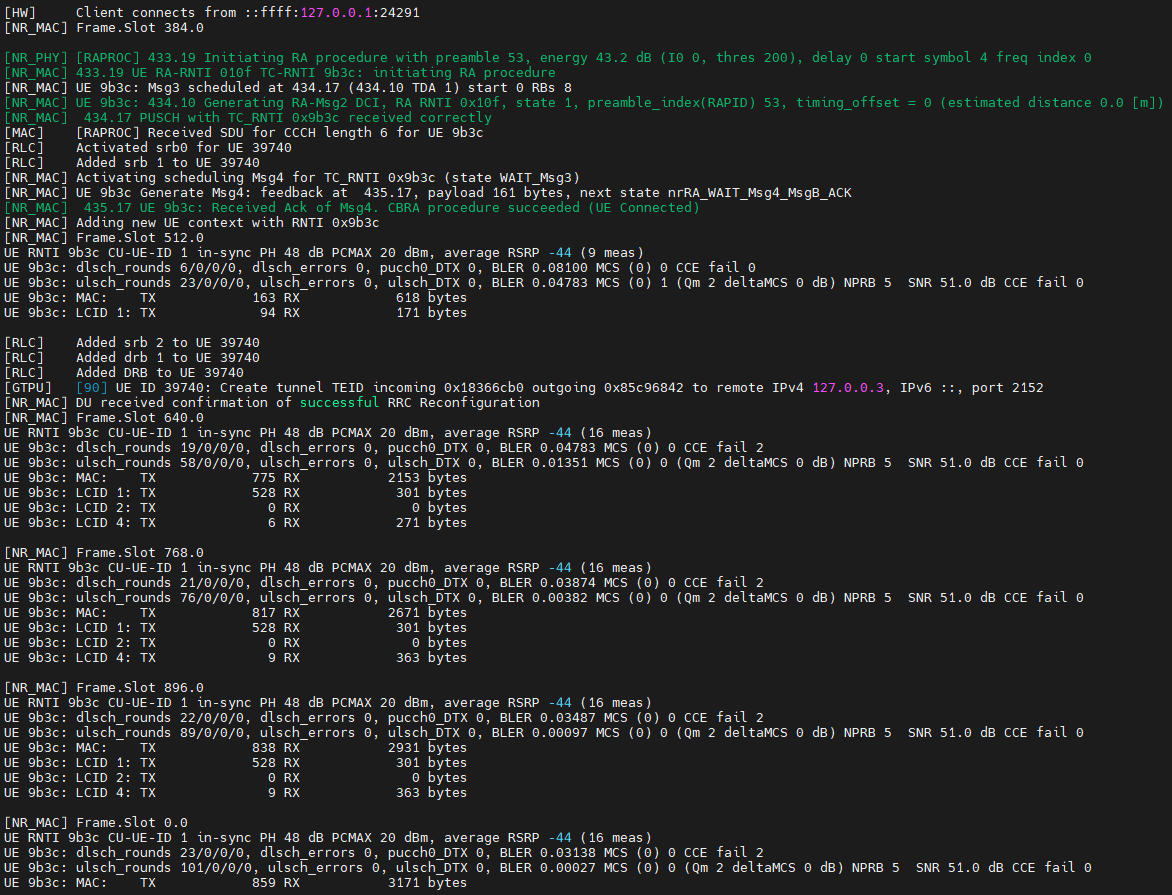 [HW]     Client connects from ::ffff:127.0.0.1:24291
[NR_MAC] Frame.Slot 384.0
[NR_PHY] [RAPROC] 433.19 Initiating RA procedure with preamble 53, energy 43.2 dB (I0 0, thres 200), delay 0 start symbol 4 freq index 0
[NR_MAC] 433.19 UE RA-RNTI 010f TC-RNTI 9b3c: initiating RA procedure
[NR_MAC] UE 9b3c: Msg3 scheduled at 434.17 (434.10 TDA 1) start 0 RBs 8
[NR_MAC] UE 9b3c: 434.10 Generating RA-Msg2 DCI, RA RNTI 0x10f, state 1, preamble_index(RAPID) 53, timing_offset = 0 (estimated distance 0.0 [m])
[NR_MAC]  434.17 PUSCH with TC_RNTI 0x9b3c received correctly
[MAC]    [RAPROC] Received SDU for CCCH length 6 for UE 9b3c
[RLC]    Activated srb0 for UE 39740
[RLC]    Added srb 1 to UE 39740
[NR_MAC] Activating scheduling Msg4 for TC_RNTI 0x9b3c (state WAIT_Msg3)
[NR_MAC] UE 9b3c Generate Msg4: feedback at  435.17, payload 161 bytes, next state nrRA_WAIT_Msg4_MsgB_ACK
[NR_MAC]  435.17 UE 9b3c: Received Ack of Msg4. CBRA procedure succeeded (UE Connected)
[NR_MAC] Adding new UE context with RNTI 0x9b3c
[NR_MAC] Frame.Slot 512.0
UE RNTI 9b3c CU-UE-ID 1 in-sync PH 48 dB PCMAX 20 dBm, average RSRP -44 (9 meas)
UE 9b3c: dlsch_rounds 6/0/0/0, dlsch_errors 0, pucch0_DTX 0, BLER 0.08100 MCS (0) 0 CCE fail 0
UE 9b3c: ulsch_rounds 23/0/0/0, ulsch_errors 0, ulsch_DTX 0, BLER 0.04783 MCS (0) 1 (Qm 2 deltaMCS 0 dB) NPRB 5  SNR 51.0 dB CCE fail 0
UE 9b3c: MAC:    TX            163 RX            618 bytes
UE 9b3c: LCID 1: TX             94 RX            171 bytes
[RLC]    Added srb 2 to UE 39740
[RLC]    Added drb 1 to UE 39740
[RLC]    Added DRB to UE 39740
[GTPU]   [90] UE ID 39740: Create tunnel TEID incoming 0x18366cb0 outgoing 0x85c96842 to remote IPv4 127.0.0.3, IPv6 ::, port 2152
[NR_MAC] DU received confirmation of successful RRC Reconfiguration
[NR_MAC] Frame.Slot 640.0
UE RNTI 9b3c CU-UE-ID 1 in-sync PH 48 dB PCMAX 20 dBm, average RSRP -44 (16 meas)
UE 9b3c: dlsch_rounds 19/0/0/0, dlsch_errors 0, pucch0_DTX 0, BLER 0.04783 MCS (0) 0 CCE fail 2
UE 9b3c: ulsch_rounds 58/0/0/0, ulsch_errors 0, ulsch_DTX 0, BLER 0.01351 MCS (0) 0 (Qm 2 deltaMCS 0 dB) NPRB 5  SNR 51.0 dB CCE fail 0
UE 9b3c: MAC:    TX            775 RX           2153 bytes
UE 9b3c: LCID 1: TX            528 RX            301 bytes
UE 9b3c: LCID 2: TX              0 RX              0 bytes
UE 9b3c: LCID 4: TX              6 RX            271 bytes
[NR_MAC] Frame.Slot 768.0
UE RNTI 9b3c CU-UE-ID 1 in-sync PH 48 dB PCMAX 20 dBm, average RSRP -44 (16 meas)
UE 9b3c: dlsch_rounds 21/0/0/0, dlsch_errors 0, pucch0_DTX 0, BLER 0.03874 MCS (0) 0 CCE fail 2
UE 9b3c: ulsch_rounds 76/0/0/0, ulsch_errors 0, ulsch_DTX 0, BLER 0.00382 MCS (0) 0 (Qm 2 deltaMCS 0 dB) NPRB 5  SNR 51.0 dB CCE fail 0
UE 9b3c: MAC:    TX            817 RX           2671 bytes
UE 9b3c: LCID 1: TX            528 RX            301 bytes
UE 9b3c: LCID 2: TX              0 RX              0 bytes
UE 9b3c: LCID 4: TX              9 RX            363 bytes
[NR_MAC] Frame.Slot 896.0
UE RNTI 9b3c CU-UE-ID 1 in-sync PH 48 dB PCMAX 20 dBm, average RSRP -44 (16 meas)
UE 9b3c: dlsch_rounds 22/0/0/0, dlsch_errors 0, pucch0_DTX 0, BLER 0.03487 MCS (0) 0 CCE fail 2
UE 9b3c: ulsch_rounds 89/0/0/0, ulsch_errors 0, ulsch_DTX 0, BLER 0.00097 MCS (0) 0 (Qm 2 deltaMCS 0 dB) NPRB 5  SNR 51.0 dB CCE fail 0
UE 9b3c: MAC:    TX            838 RX           2931 bytes
UE 9b3c: LCID 1: TX            528 RX            301 bytes
UE 9b3c: LCID 2: TX              0 RX              0 bytes
UE 9b3c: LCID 4: TX              9 RX            363 bytes
[NR_MAC] Frame.Slot 0.0
UE RNTI 9b3c CU-UE-ID 1 in-sync PH 48 dB PCMAX 20 dBm, average RSRP -44 (16 meas)
UE 9b3c: dlsch_rounds 23/0/0/0, dlsch_errors 0, pucch0_DTX 0, BLER 0.03138 MCS (0) 0 CCE fail 2
UE 9b3c: ulsch_rounds 101/0/0/0, ulsch_errors 0, ulsch_DTX 0, BLER 0.00027 MCS (0) 0 (Qm 2 deltaMCS 0 dB) NPRB 5  SNR 51.0 dB CCE fail 0
UE 9b3c: MAC:    TX            859 RX           3171 bytes